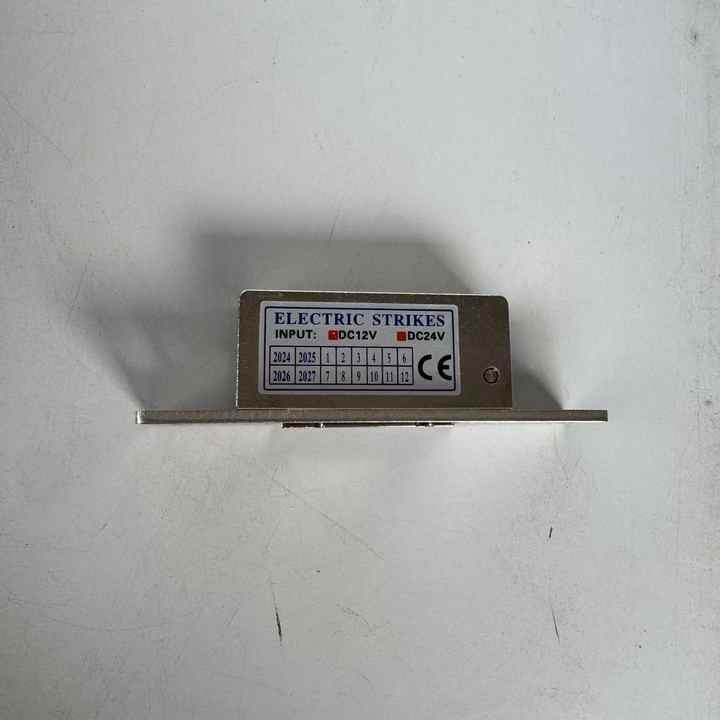 ELECTRIC STRIKES
INPUT: DC12V DC24V
2024 2025 1 2 3 4 5 6
2026 2027 7 8 9 10 11 12
CE